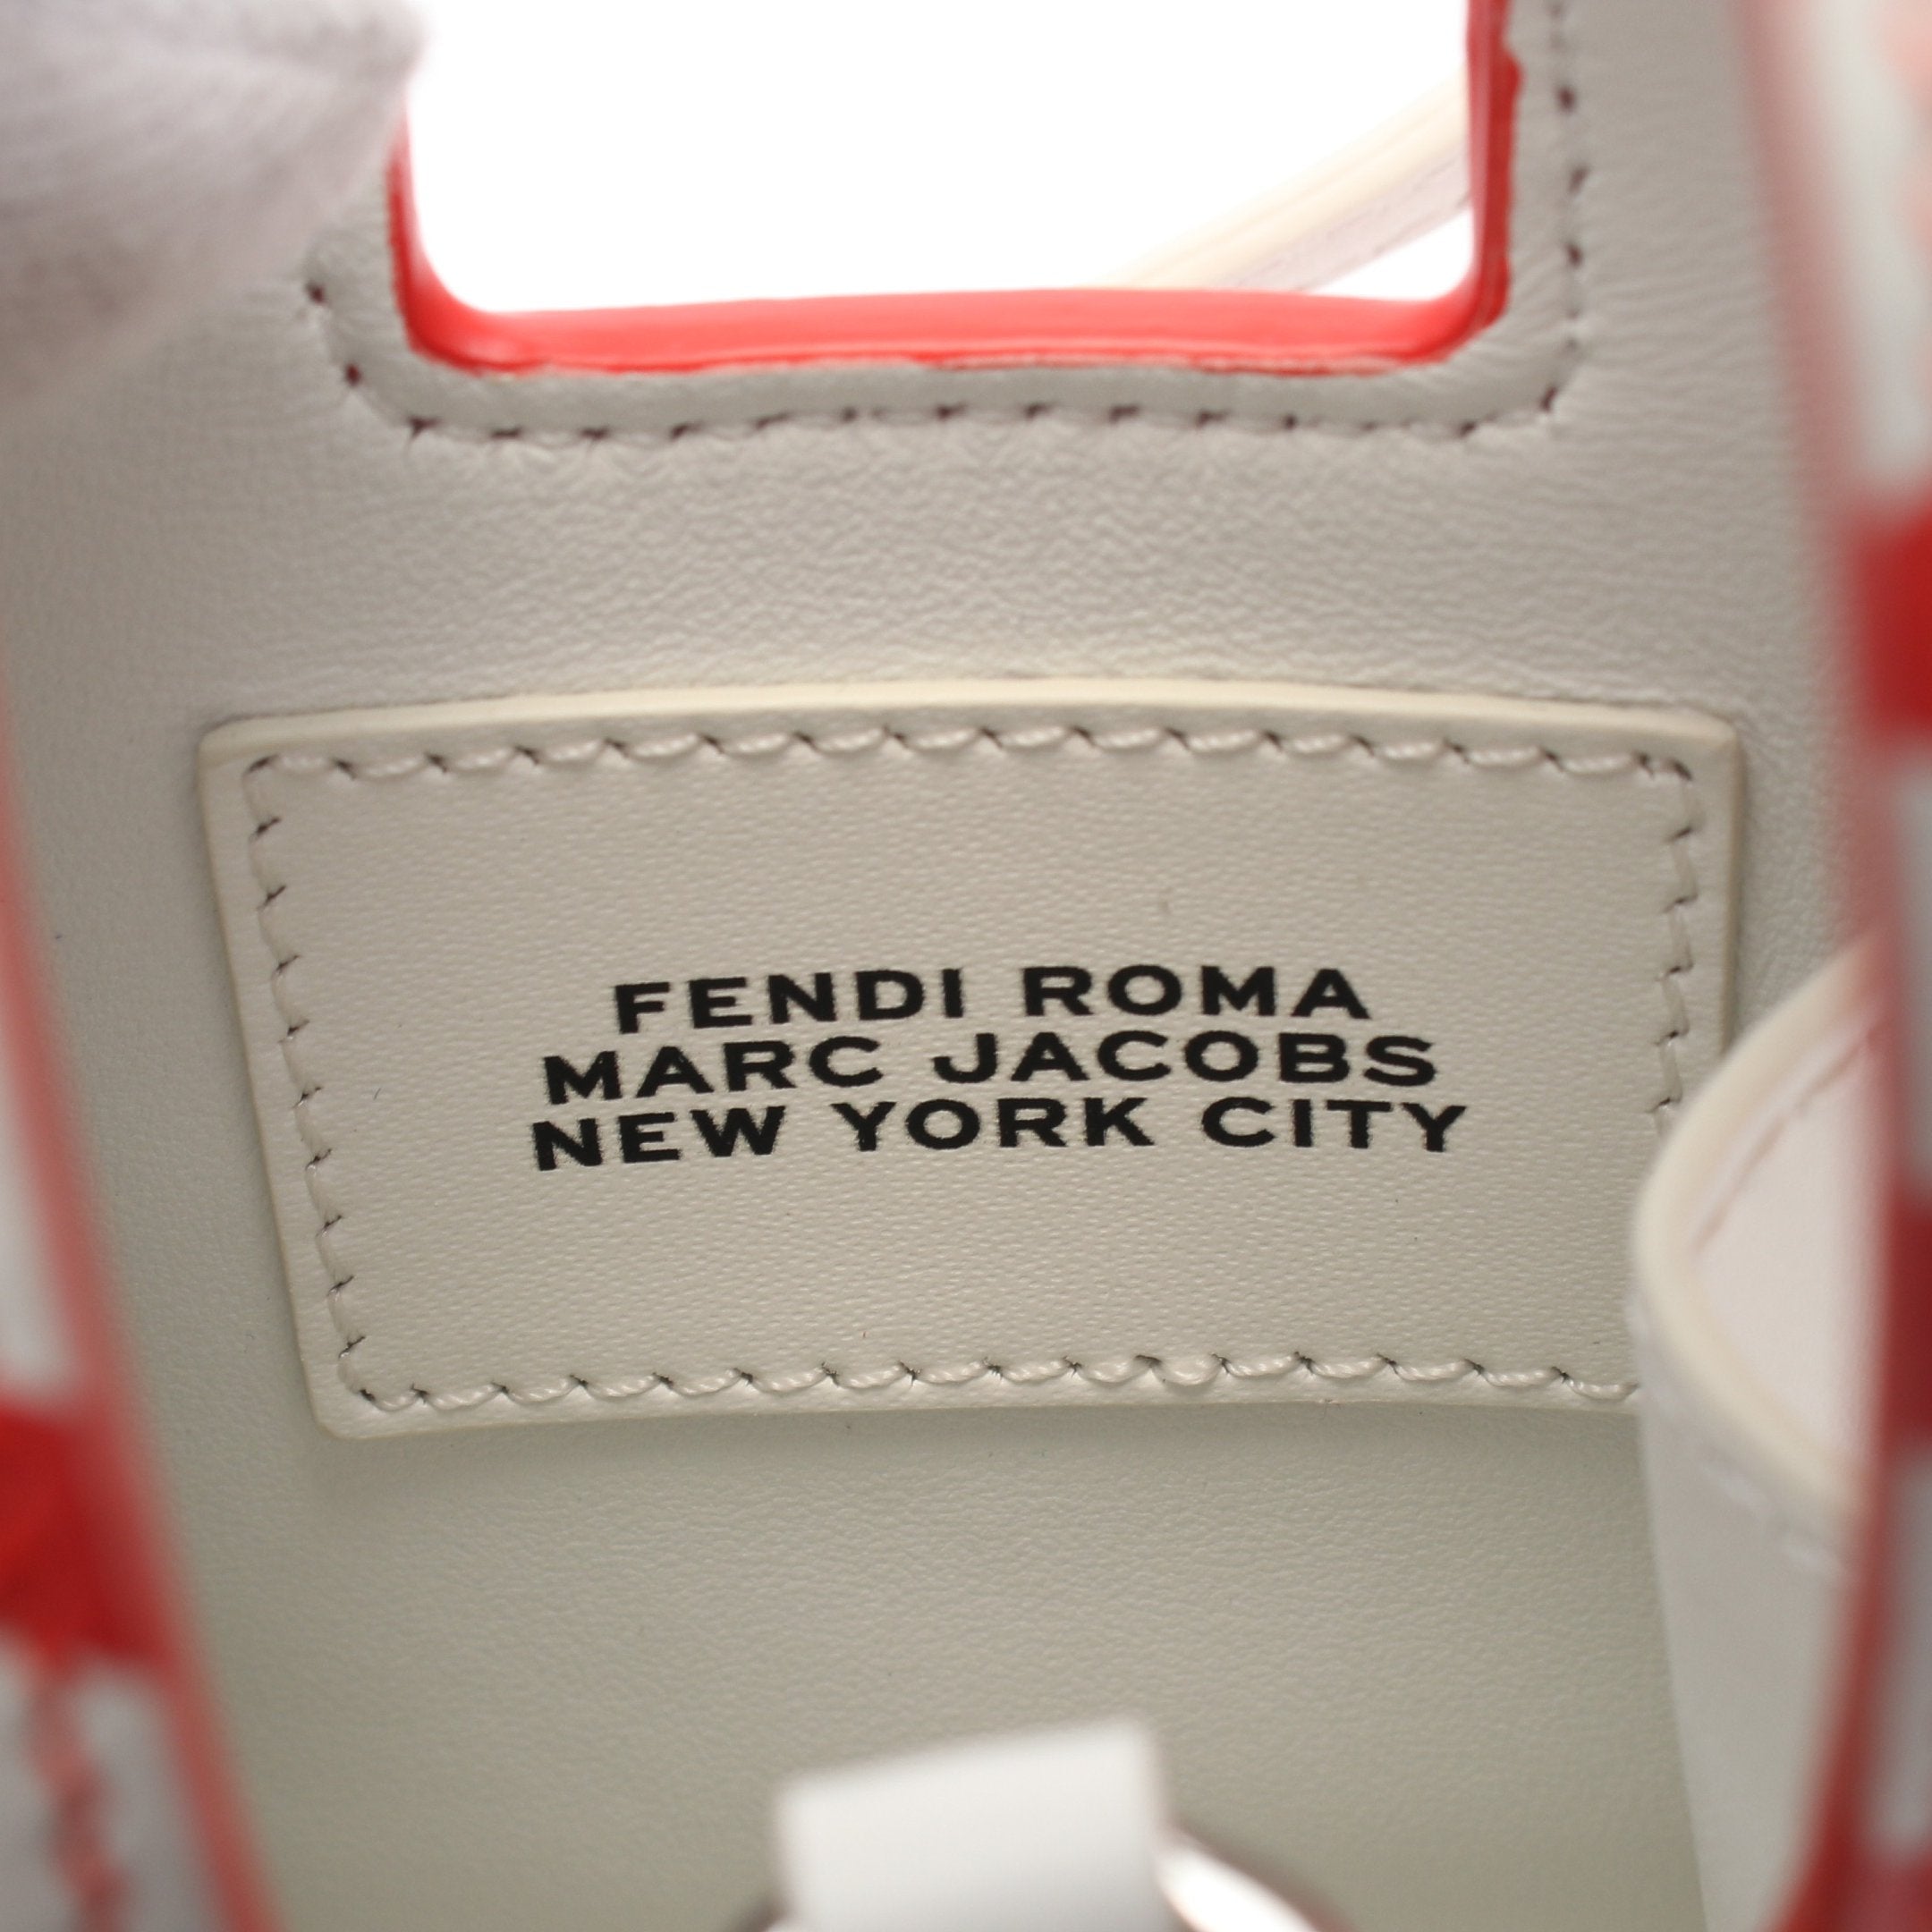 FENDI ROMA
MARC JACOBS
NEW YORK CITY